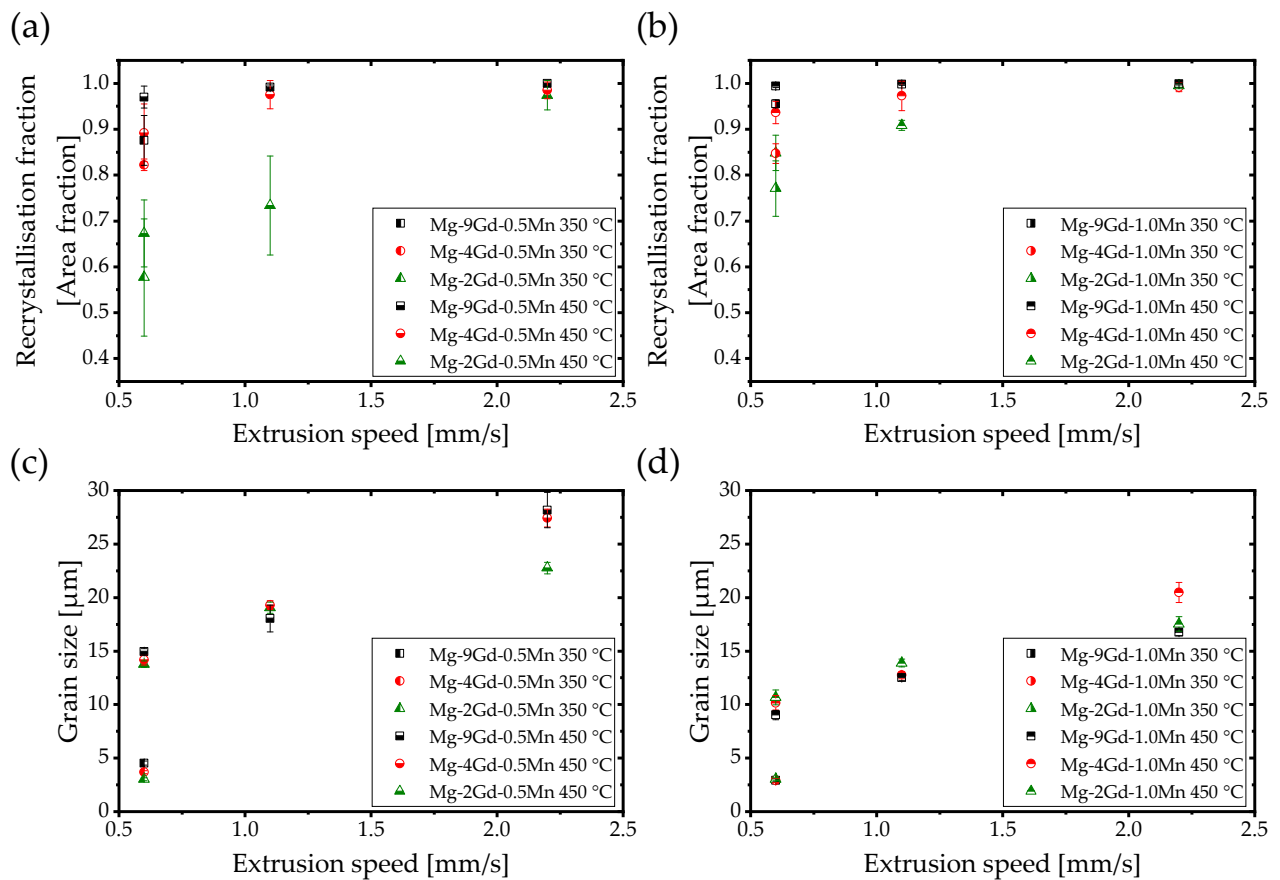 (a)
Recrystallisation fraction
[Area fraction]
1.0
0.9
0.8
0.7
0.6
0.5
0.4
Mg-9Gd-0.5Mn 350 °C
Mg-4Gd-0.5Mn 350 °C
Mg-2Gd-0.5Mn 350 °C
Mg-9Gd-0.5Mn 450 °C
Mg-4Gd-0.5Mn 450 °C
Mg-2Gd-0.5Mn 450 °C
0.5 1.0 1.5 2.0 2.5
Extrusion speed [mm/s]
(b)
Recrystallisation fraction
[Area fraction]
1.0
0.9
0.8
0.7
0.6
0.5
0.4
Mg-9Gd-1.0Mn 350 °C
Mg-4Gd-1.0Mn 350 °C
Mg-2Gd-1.0Mn 350 °C
Mg-9Gd-1.0Mn 450 °C
Mg-4Gd-1.0Mn 450 °C
Mg-2Gd-1.0Mn 450 °C
0.5 1.0 1.5 2.0 2.5
Extrusion speed [mm/s]
(c)
Grain size [µm]
30
25
20
15
10
5
0
Mg-9Gd-0.5Mn 350 °C
Mg-4Gd-0.5Mn 350 °C
Mg-2Gd-0.5Mn 350 °C
Mg-9Gd-0.5Mn 450 °C
Mg-4Gd-0.5Mn 450 °C
Mg-2Gd-0.5Mn 450 °C
0.5 1.0 1.5 2.0 2.5
Extrusion speed [mm/s]
(d)
Grain size [µm]
30
25
20
15
10
5
0
Mg-9Gd-1.0Mn 350 °C
Mg-4Gd-1.0Mn 350 °C
Mg-2Gd-1.0Mn 350 °C
Mg-9Gd-1.0Mn 450 °C
Mg-4Gd-1.0Mn 450 °C
Mg-2Gd-1.0Mn 450 °C
0.5 1.0 1.5 2.0 2.5
Extrusion speed [mm/s]